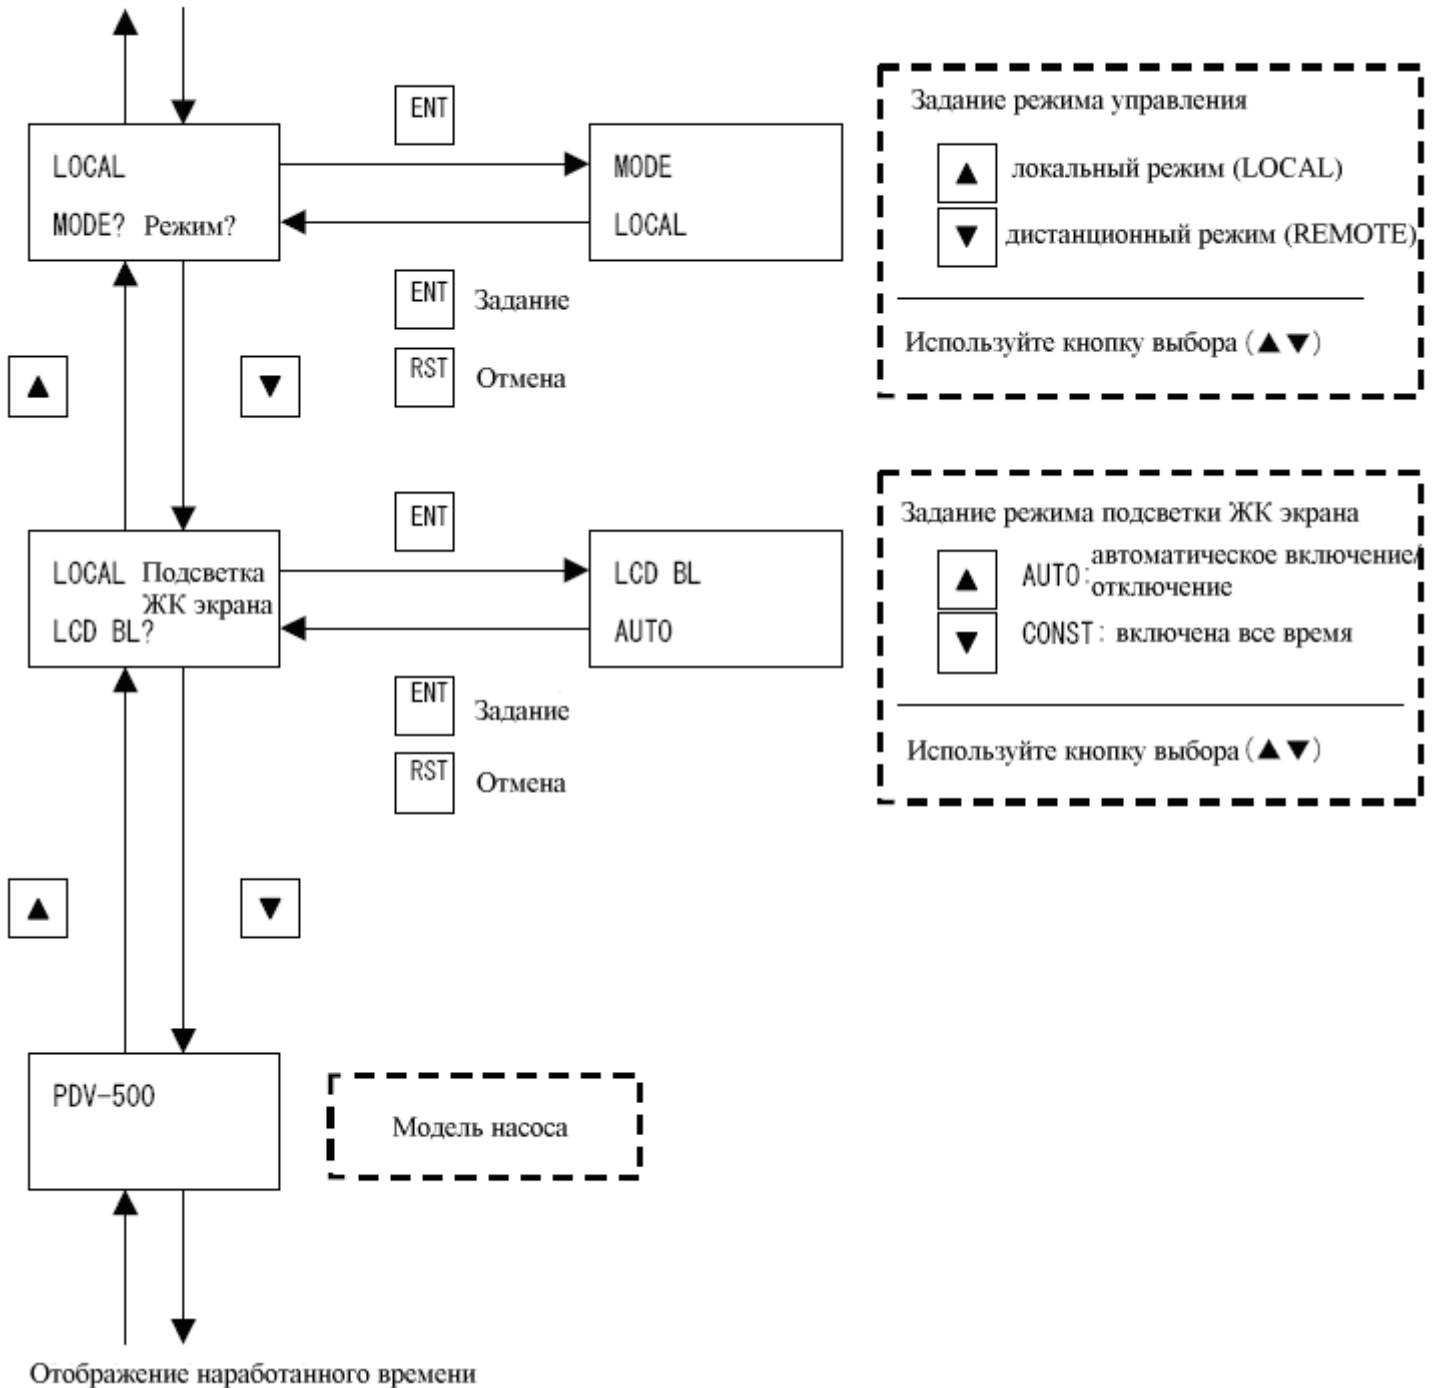 ENT
LOCAL
MODE? Режим?
MODE
LOCAL
Задание режима управления
▲ локальный режим (LOCAL)
▼ дистанционный режим (REMOTE)
Используйте кнопку выбора (▲▼)
ENT Задание
RST Отмена
▲ ▼
ENT
LOCAL Подсветка
ЖК экрана
LCD BL?
LCD BL
AUTO
Задание режима подсветки ЖК экрана
▲ AUTO: автоматическое включение/
отключение
▼ CONST: включена все время
Используйте кнопку выбора (▲▼)
ENT Задание
RST Отмена
▲ ▼
PDV-500
Модель насоса
Отображение наработанного времени